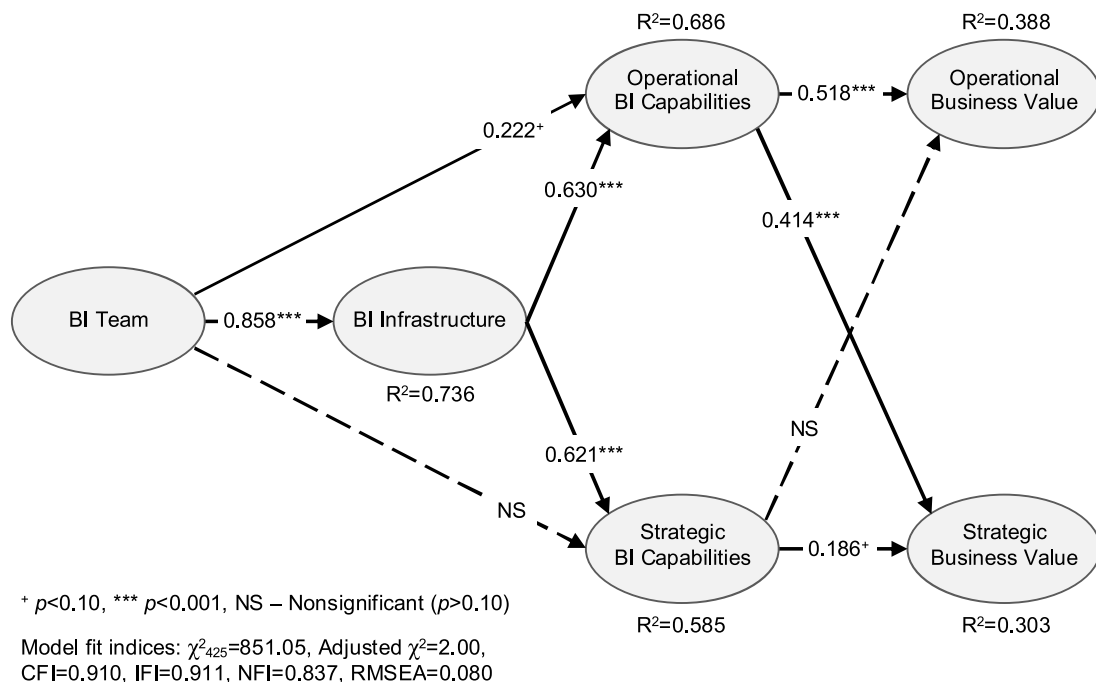 R²=0.686
R²=0.388
Operational
BI Capabilities
0.518***
Operational
Business Value
0.222⁺
0.630***
0.414***
BI Team
0.858***
BI Infrastructure
R²=0.736
0.621***
NS
NS
Strategic
BI Capabilities
0.186⁺
Strategic
Business Value
R²=0.585
R²=0.303
⁺ p<0.10, *** p<0.001, NS – Nonsignificant (p>0.10)
Model fit indices: χ²₄₂₅=851.05, Adjusted χ²=2.00,
CFI=0.910, IFI=0.911, NFI=0.837, RMSEA=0.080